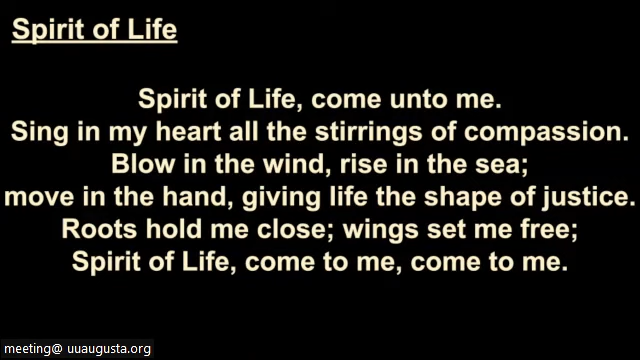 Spirit of Life
Spirit of Life, come unto me.
Sing in my heart all the stirrings of compassion.
Blow in the wind, rise in the sea;
move in the hand, giving life the shape of justice.
Roots hold me close; wings set me free;
Spirit of Life, come to me, come to me.
meeting@ uuaugusta.org